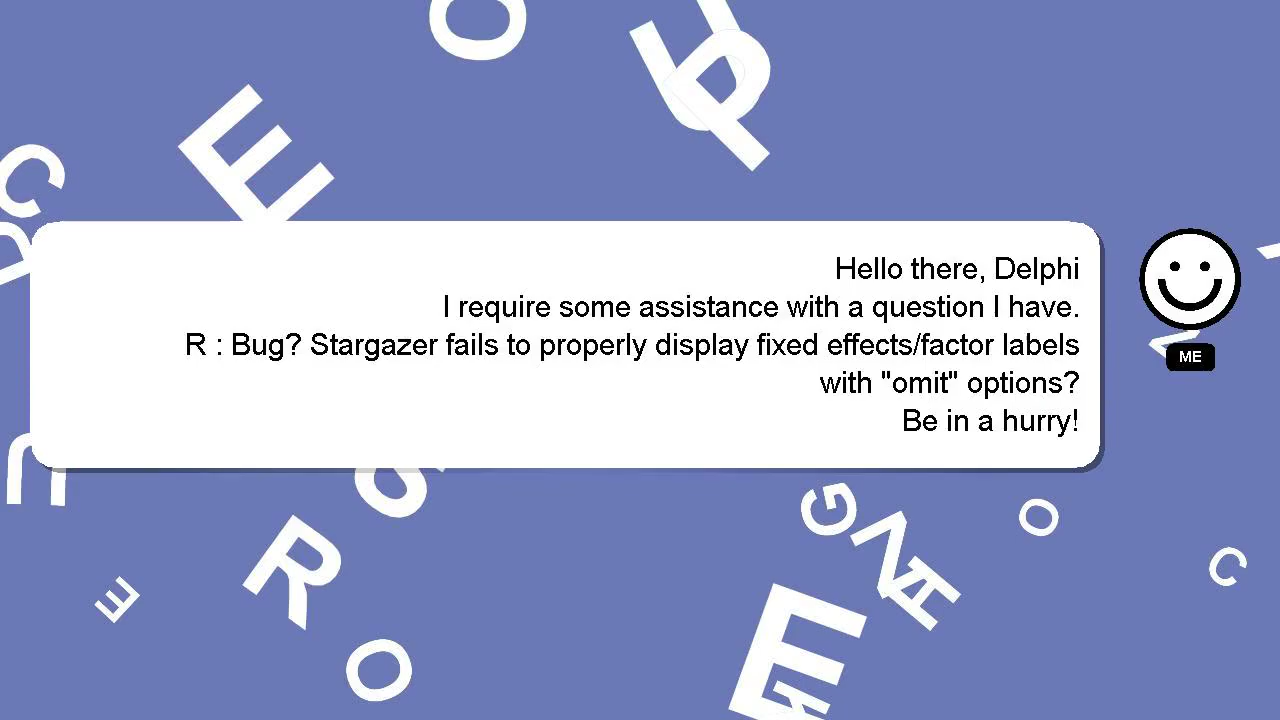 Hello there, Delphi
I require some assistance with a question I have.
R : Bug? Stargazer fails to properly display fixed effects/factor labels
with "omit" options?
Be in a hurry!
ME